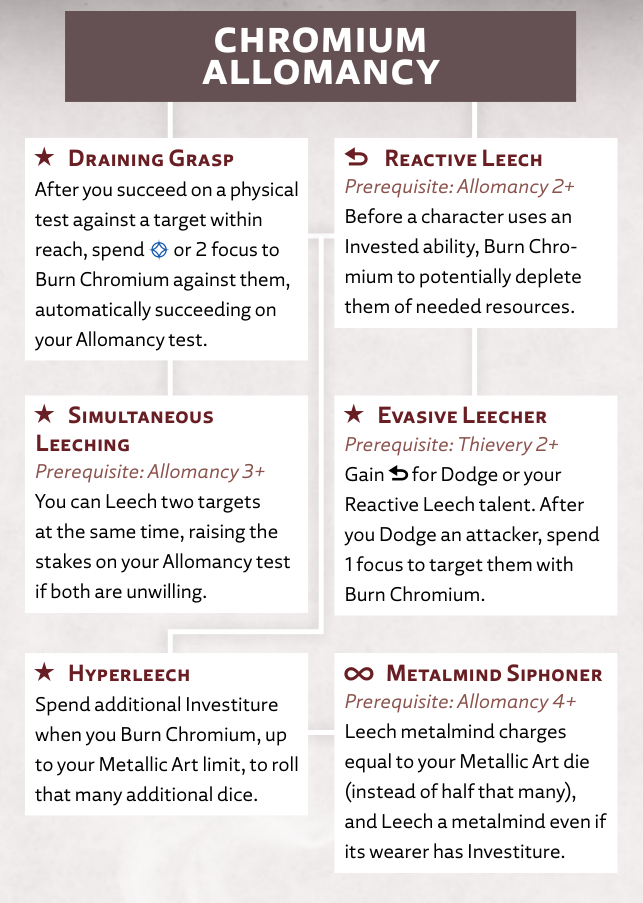 CHROMIUM
ALLOMANCY
★ Draining Grasp
After you succeed on a physical
test against a target within
reach, spend or 2 focus to
Burn Chromium against them,
automatically succeeding on
your Allomancy test.
Reactive Leech
Prerequisite: Allomancy 2+
Before a character uses an
Invested ability, Burn Chro-
mium to potentially deplete
them of needed resources.
★ Simultaneous
Leeching
Prerequisite: Allomancy 3+
You can Leech two targets
at the same time, raising the
stakes on your Allomancy test
if both are unwilling.
★ Evasive Leecher
Prerequisite: Thievery 2+
Gain for Dodge or your
Reactive Leech talent. After
you Dodge an attacker, spend
1 focus to target them with
Burn Chromium.
★ Hyperleech
Spend additional Investiture
when you Burn Chromium, up
to your Metallic Art limit, to roll
that many additional dice.
∞ Metalmind Siphoner
Prerequisite: Allomancy 4+
Leech metalmind charges
equal to your Metallic Art die
(instead of half that many),
and Leech a metalmind even if
its wearer has Investiture.